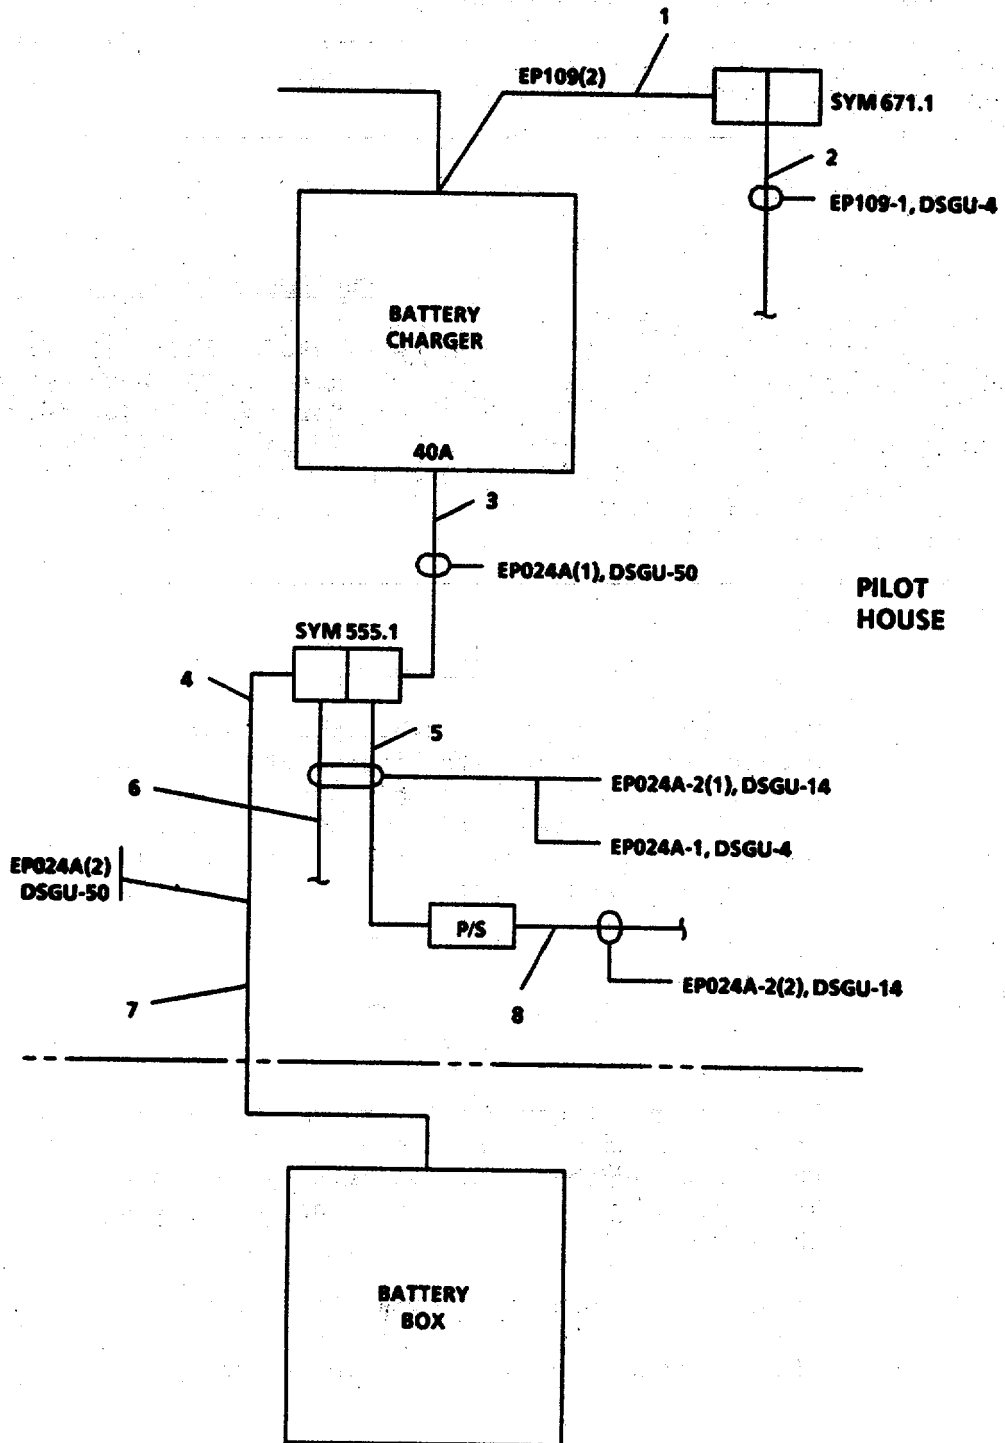 1
EP109(2)
SYM 671.1
2
EP109-1, DSGU-4
BATTERY
CHARGER
40A
3
EP024A(1), DSGU-50
PILOT
HOUSE
SYM 555.1
4
5
6
EP024A-2(1), DSGU-14
EP024A-1, DSGU-4
EP024A(2)
DSGU-50
P/S
EP024A-2(2), DSGU-14
7
8
BATTERY
BOX